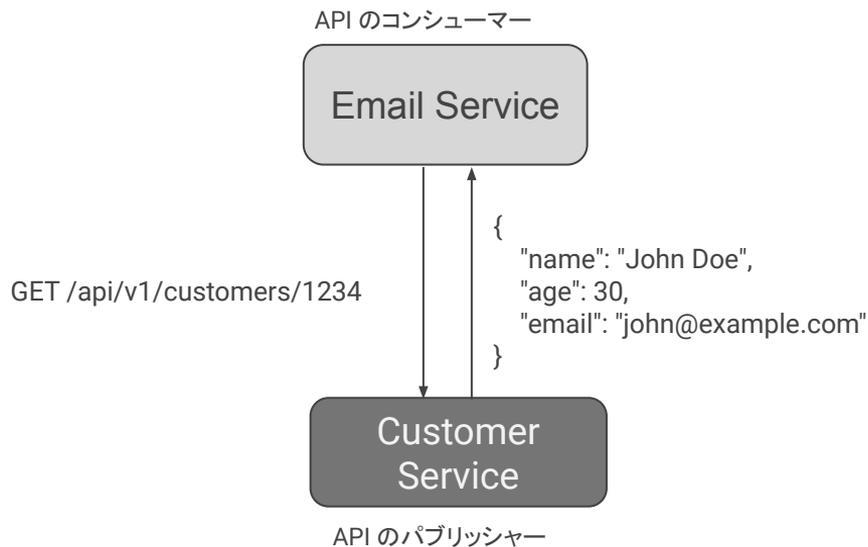 API のコンシューマー
Email Service
GET /api/v1/customers/1234
{
"name": "John Doe",
"age": 30,
"email": "john@example.com"
}
Customer
Service
API のパブリッシャー